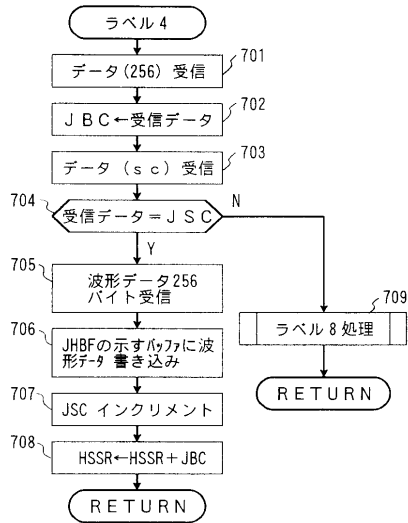 ラベル4
データ(256)受信
701
JBC←受信データ
702
データ(sc)受信
703
704
受信データ=JSC
N
Y
705
波形データ256
バイト受信
706
JHBFの示すバッファに波
形データ 書き込み
707
JSC インクリメント
708
HSSR←HSSR+JBC
RETURN
709
ラベル8処理
RETURN